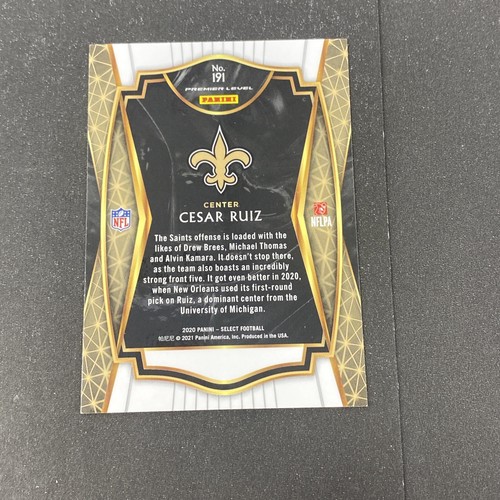 No.
191
PREMIER LEVEL
PANINI
CENTER
CESAR RUIZ
NFL
NFLPA
The Saints offense is loaded with the
likes of Drew Brees, Michael Thomas
and Alvin Kamara. It doesn't stop there,
as the team also boasts an incredibly
strong front five. It got even better in 2020,
when New Orleans used its first-round
pick on Ruiz, a dominant center from the
University of Michigan.
2020 PANINI – SELECT FOOTBALL
帕尼尼 © 2021 Panini America, Inc. Produced in the USA.